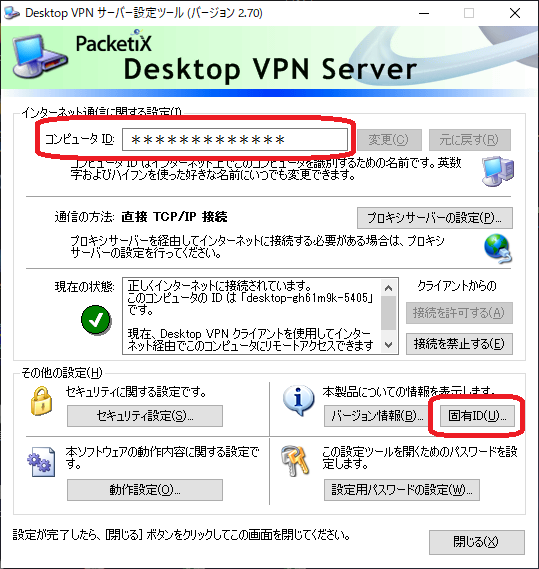 Desktop VPN サーバー設定ツール (バージョン 2.70)
PacketiX
Desktop VPN Server
インターネット通信に関する設定(I)
コンピュータ ID:
*************
変更(C)
元に戻す(R)
コンピュータ ID はインターネット上でこのコンピュータを識別するための名前です。英数
字およびハイフンを使った好きな名前にいつでも変更できます。
通信の方法: 直接 TCP/IP 接続
プロキシサーバーの設定(P)...
プロキシサーバーを経由してインターネットに接続する必要がある場合は、プロキシ
サーバーの設定を行ってください。
現在の状態:
正しくインターネットに接続されています。
このコンピュータの ID は「desktop-gh61m9k-5405」
です。
現在、Desktop VPN クライアントを使用してインター
ネット経由でこのコンピュータにリモートアクセスできます
クライアントからの
接続を許可する(A)
接続を禁止する(E)
その他の設定(H)
セキュリティに関する設定です。
セキュリティ設定(S)...
本製品についての情報を表示します。
バージョン情報(B)...
固有ID(U)...
本ソフトウェアの動作内容に関する設定で
す。
動作設定(O)...
この設定ツールを開くためのパスワードを設
定します。
設定用パスワードの設定(W)...
設定が完了したら、[閉じる] ボタンをクリックしてこの画面を閉じてください。
閉じる(X)